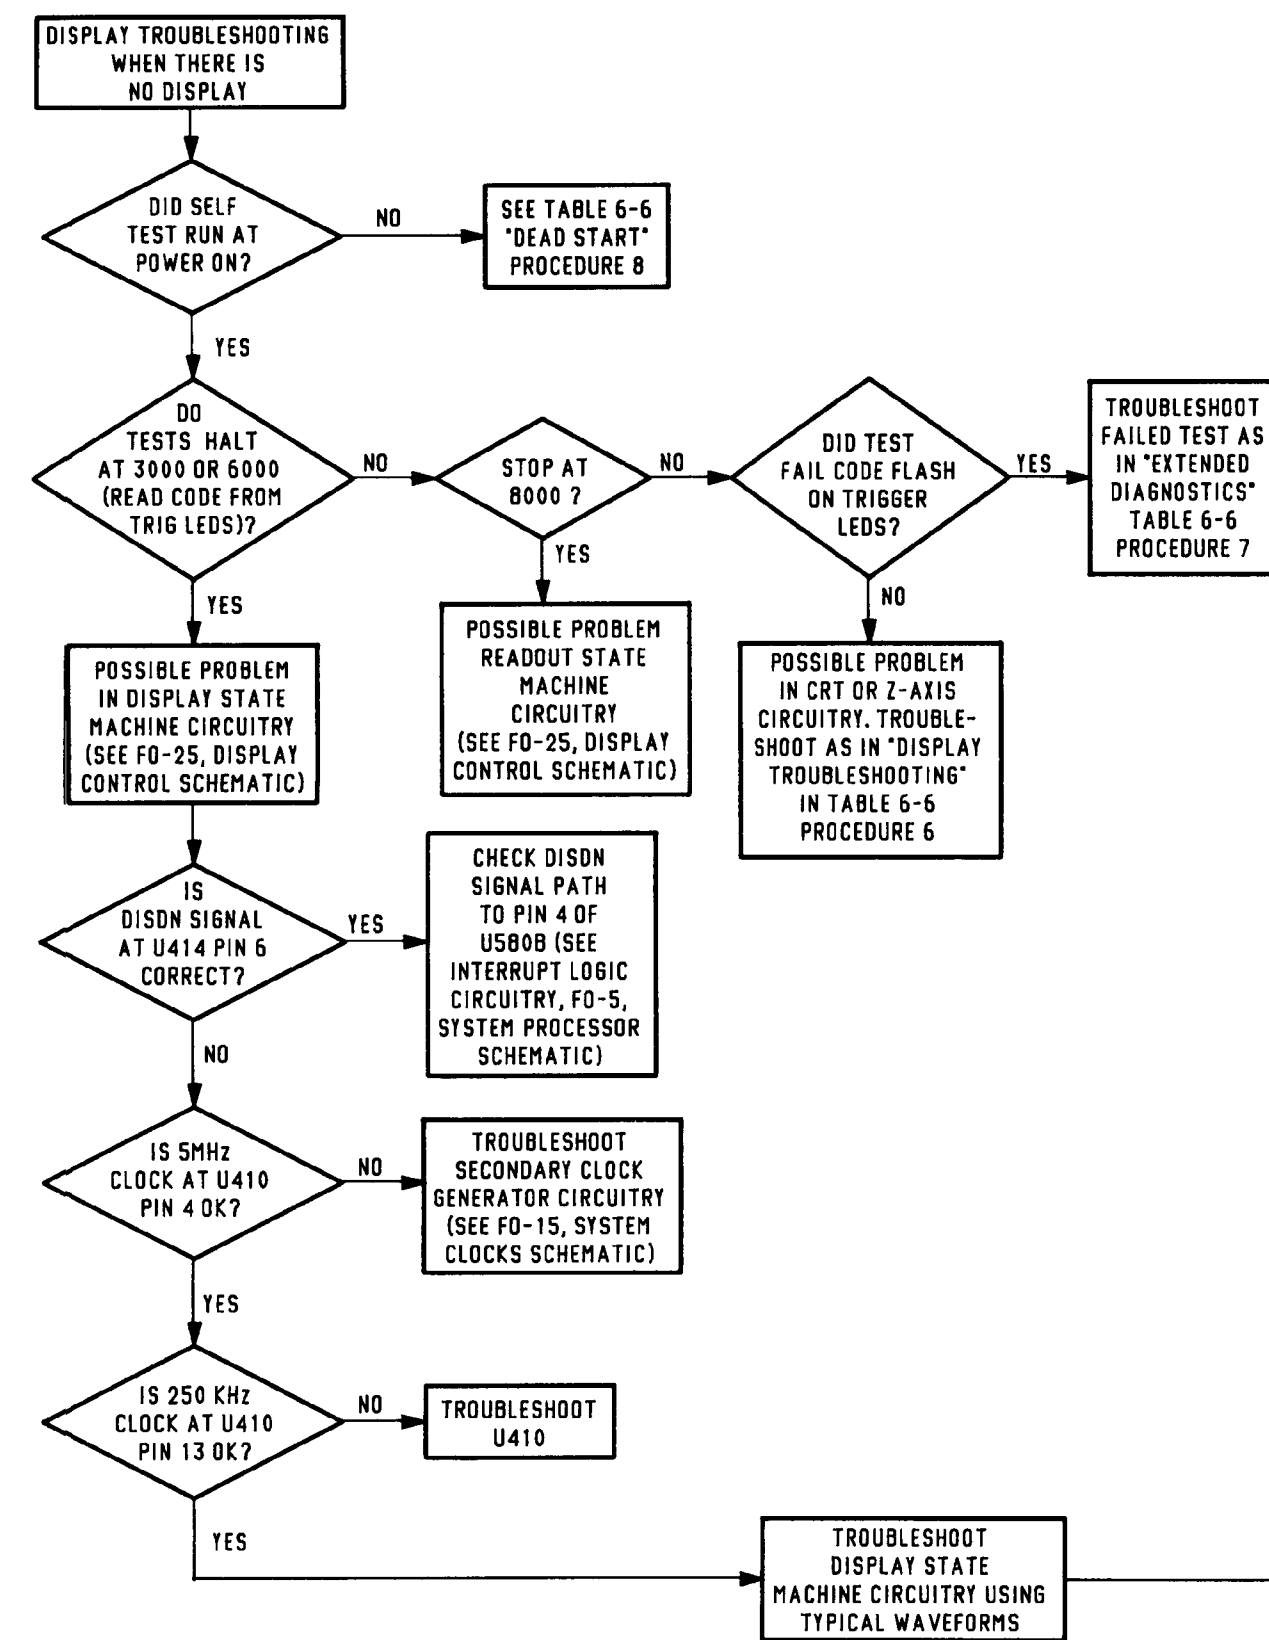 DISPLAY TROUBLESHOOTING
WHEN THERE IS
NO DISPLAY
DID SELF
TEST RUN AT
POWER ON?
NO
SEE TABLE 6-6
"DEAD START"
PROCEDURE 8
YES
DO
TESTS HALT
AT 3000 OR 6000
(READ CODE FROM
TRIG LEDS)?
NO
STOP AT
8000 ?
NO
DID TEST
FAIL CODE FLASH
ON TRIGGER
LEDS?
YES
TROUBLESHOOT
FAILED TEST AS
IN "EXTENDED
DIAGNOSTICS"
TABLE 6-6
PROCEDURE 7
YES
YES
NO
POSSIBLE PROBLEM
IN DISPLAY STATE
MACHINE CIRCUITRY
(SEE FO-25, DISPLAY
CONTROL SCHEMATIC)
POSSIBLE PROBLEM
READOUT STATE
MACHINE
CIRCUITRY
(SEE FO-25, DISPLAY
CONTROL SCHEMATIC)
POSSIBLE PROBLEM
IN CRT OR Z-AXIS
CIRCUITRY. TROUBLE-
SHOOT AS IN "DISPLAY
TROUBLESHOOTING"
IN TABLE 6-6
PROCEDURE 6
IS
DISDN SIGNAL
AT U414 PIN 6
CORRECT?
YES
CHECK DISDN
SIGNAL PATH
TO PIN 4 OF
U580B (SEE
INTERRUPT LOGIC
CIRCUITRY, FO-5,
SYSTEM PROCESSOR
SCHEMATIC)
NO
IS 5MHz
CLOCK AT U410
PIN 4 OK?
NO
TROUBLESHOOT
SECONDARY CLOCK
GENERATOR CIRCUITRY
(SEE FO-15, SYSTEM
CLOCKS SCHEMATIC)
YES
IS 250 KHz
CLOCK AT U410
PIN 13 OK?
NO
TROUBLESHOOT
U410
YES
TROUBLESHOOT
DISPLAY STATE
MACHINE CIRCUITRY USING
TYPICAL WAVEFORMS